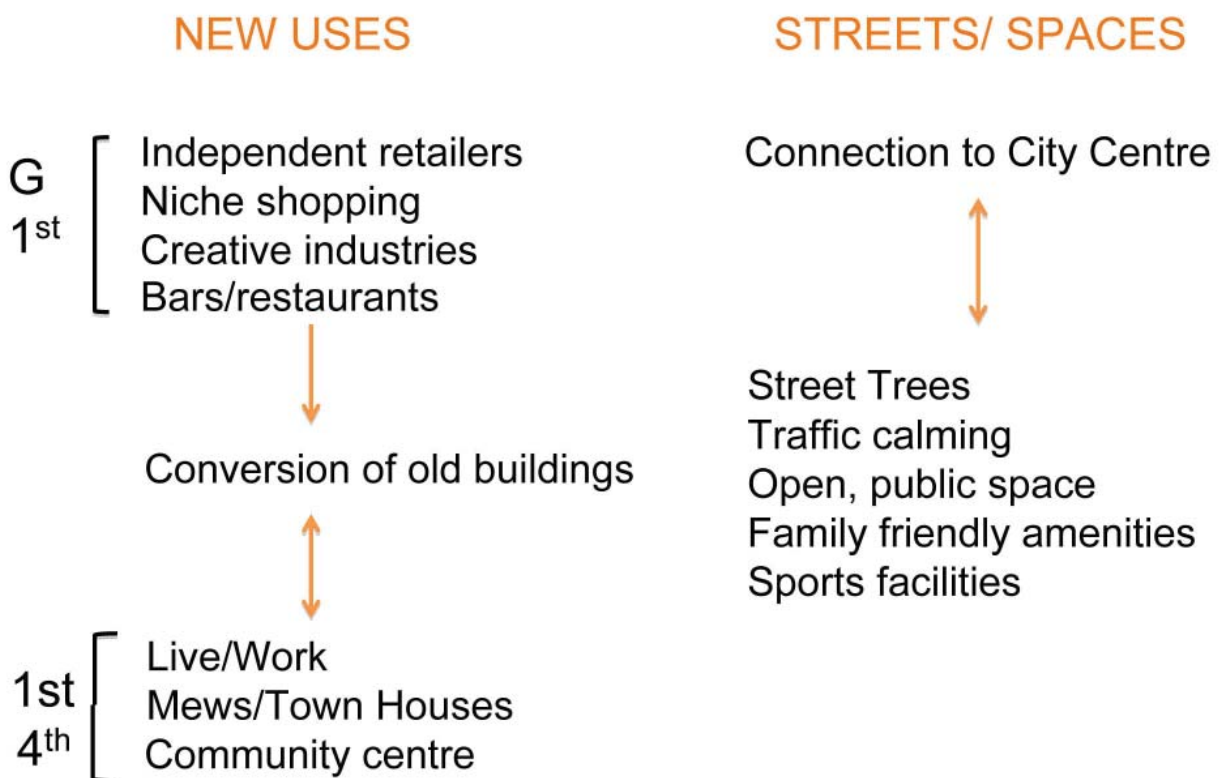 NEW USES
G
1st
Independent retailers
Niche shopping
Creative industries
Bars/restaurants
Conversion of old buildings
1st
4th
Live/Work
Mews/Town Houses
Community centre
STREETS/ SPACES
Connection to City Centre
Street Trees
Traffic calming
Open, public space
Family friendly amenities
Sports facilities